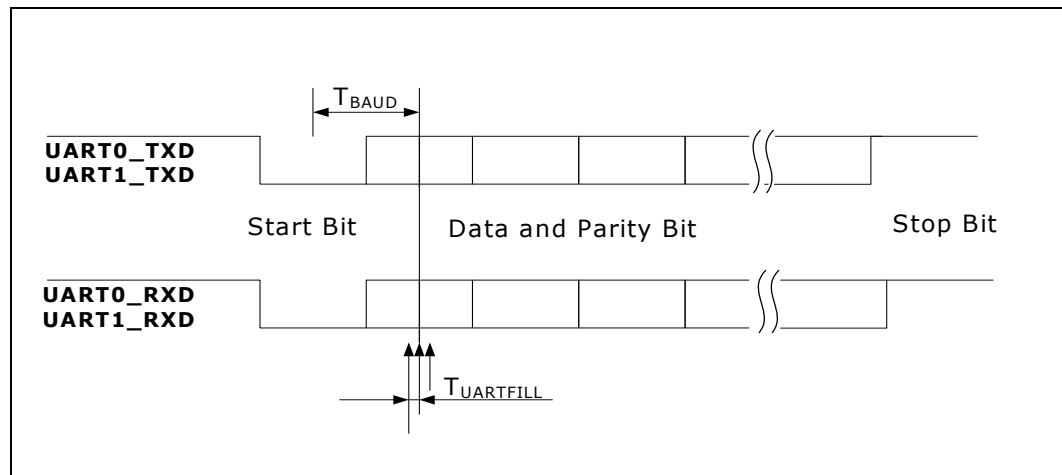 TBAUD
UART0_TXD
UART1_TXD
Start Bit
Data and Parity Bit
Stop Bit
UART0_RXD
UART1_RXD
TUARTFILL